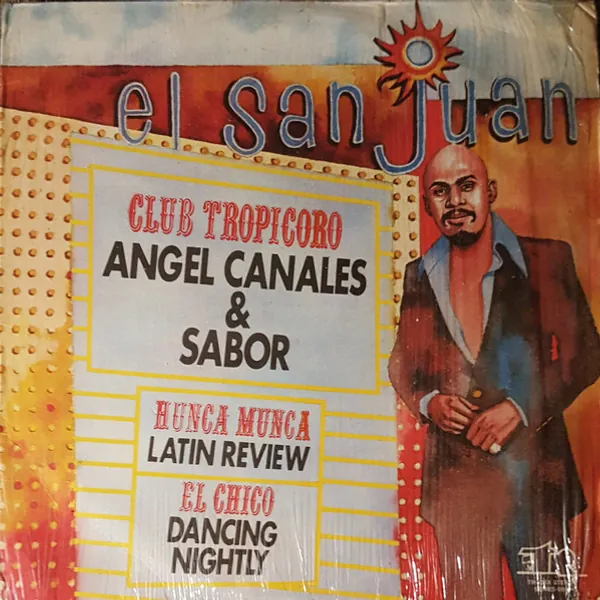 el san juan
CLUB TROPICORO
ANGEL CANALES
&
SABOR
HUNCA MUNCA
LATIN REVIEW
EL CHICO
DANCING
NIGHTLY